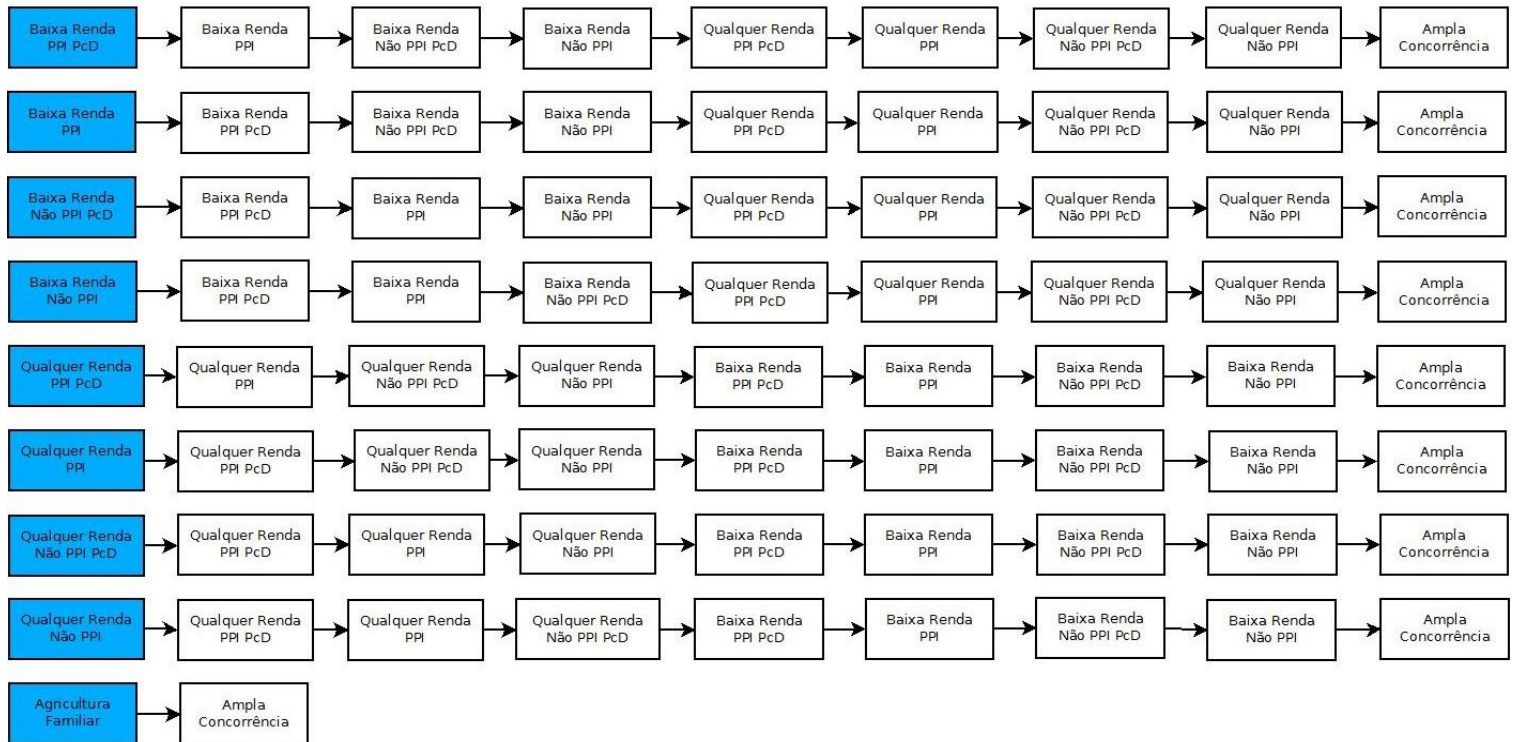 Baixa Renda
PPI PcD
Baixa Renda
PPI
Baixa Renda
Não PPI PcD
Baixa Renda
Não PPI
Qualquer Renda
PPI PcD
Qualquer Renda
PPI
Qualquer Renda
Não PPI PcD
Qualquer Renda
Não PPI
Ampla
Concorrência
Baixa Renda
PPI
Baixa Renda
PPI PcD
Baixa Renda
Não PPI PcD
Baixa Renda
Não PPI
Qualquer Renda
PPI PcD
Qualquer Renda
PPI
Qualquer Renda
Não PPI PcD
Qualquer Renda
Não PPI
Ampla
Concorrência
Baixa Renda
Não PPI PcD
Baixa Renda
PPI PcD
Baixa Renda
PPI
Baixa Renda
Não PPI
Qualquer Renda
PPI PcD
Qualquer Renda
PPI
Qualquer Renda
Não PPI PcD
Qualquer Renda
Não PPI
Ampla
Concorrência
Baixa Renda
Não PPI
Baixa Renda
PPI PcD
Baixa Renda
PPI
Baixa Renda
Não PPI PcD
Qualquer Renda
PPI PcD
Qualquer Renda
PPI
Qualquer Renda
Não PPI PcD
Qualquer Renda
Não PPI
Ampla
Concorrência
Qualquer Renda
PPI PcD
Qualquer Renda
PPI
Qualquer Renda
Não PPI PcD
Qualquer Renda
Não PPI
Baixa Renda
PPI PcD
Baixa Renda
PPI
Baixa Renda
Não PPI PcD
Baixa Renda
Não PPI
Ampla
Concorrência
Qualquer Renda
PPI
Qualquer Renda
PPI PcD
Qualquer Renda
Não PPI PcD
Qualquer Renda
Não PPI
Baixa Renda
PPI PcD
Baixa Renda
PPI
Baixa Renda
Não PPI PcD
Baixa Renda
Não PPI
Ampla
Concorrência
Qualquer Renda
Não PPI PcD
Qualquer Renda
PPI PcD
Qualquer Renda
PPI
Qualquer Renda
Não PPI
Baixa Renda
PPI PcD
Baixa Renda
PPI
Baixa Renda
Não PPI PcD
Baixa Renda
Não PPI
Ampla
Concorrência
Qualquer Renda
Não PPI
Qualquer Renda
PPI PcD
Qualquer Renda
PPI
Qualquer Renda
Não PPI PcD
Baixa Renda
PPI PcD
Baixa Renda
PPI
Baixa Renda
Não PPI PcD
Baixa Renda
Não PPI
Ampla
Concorrência
Agricultura
Familiar
Ampla
Concorrência